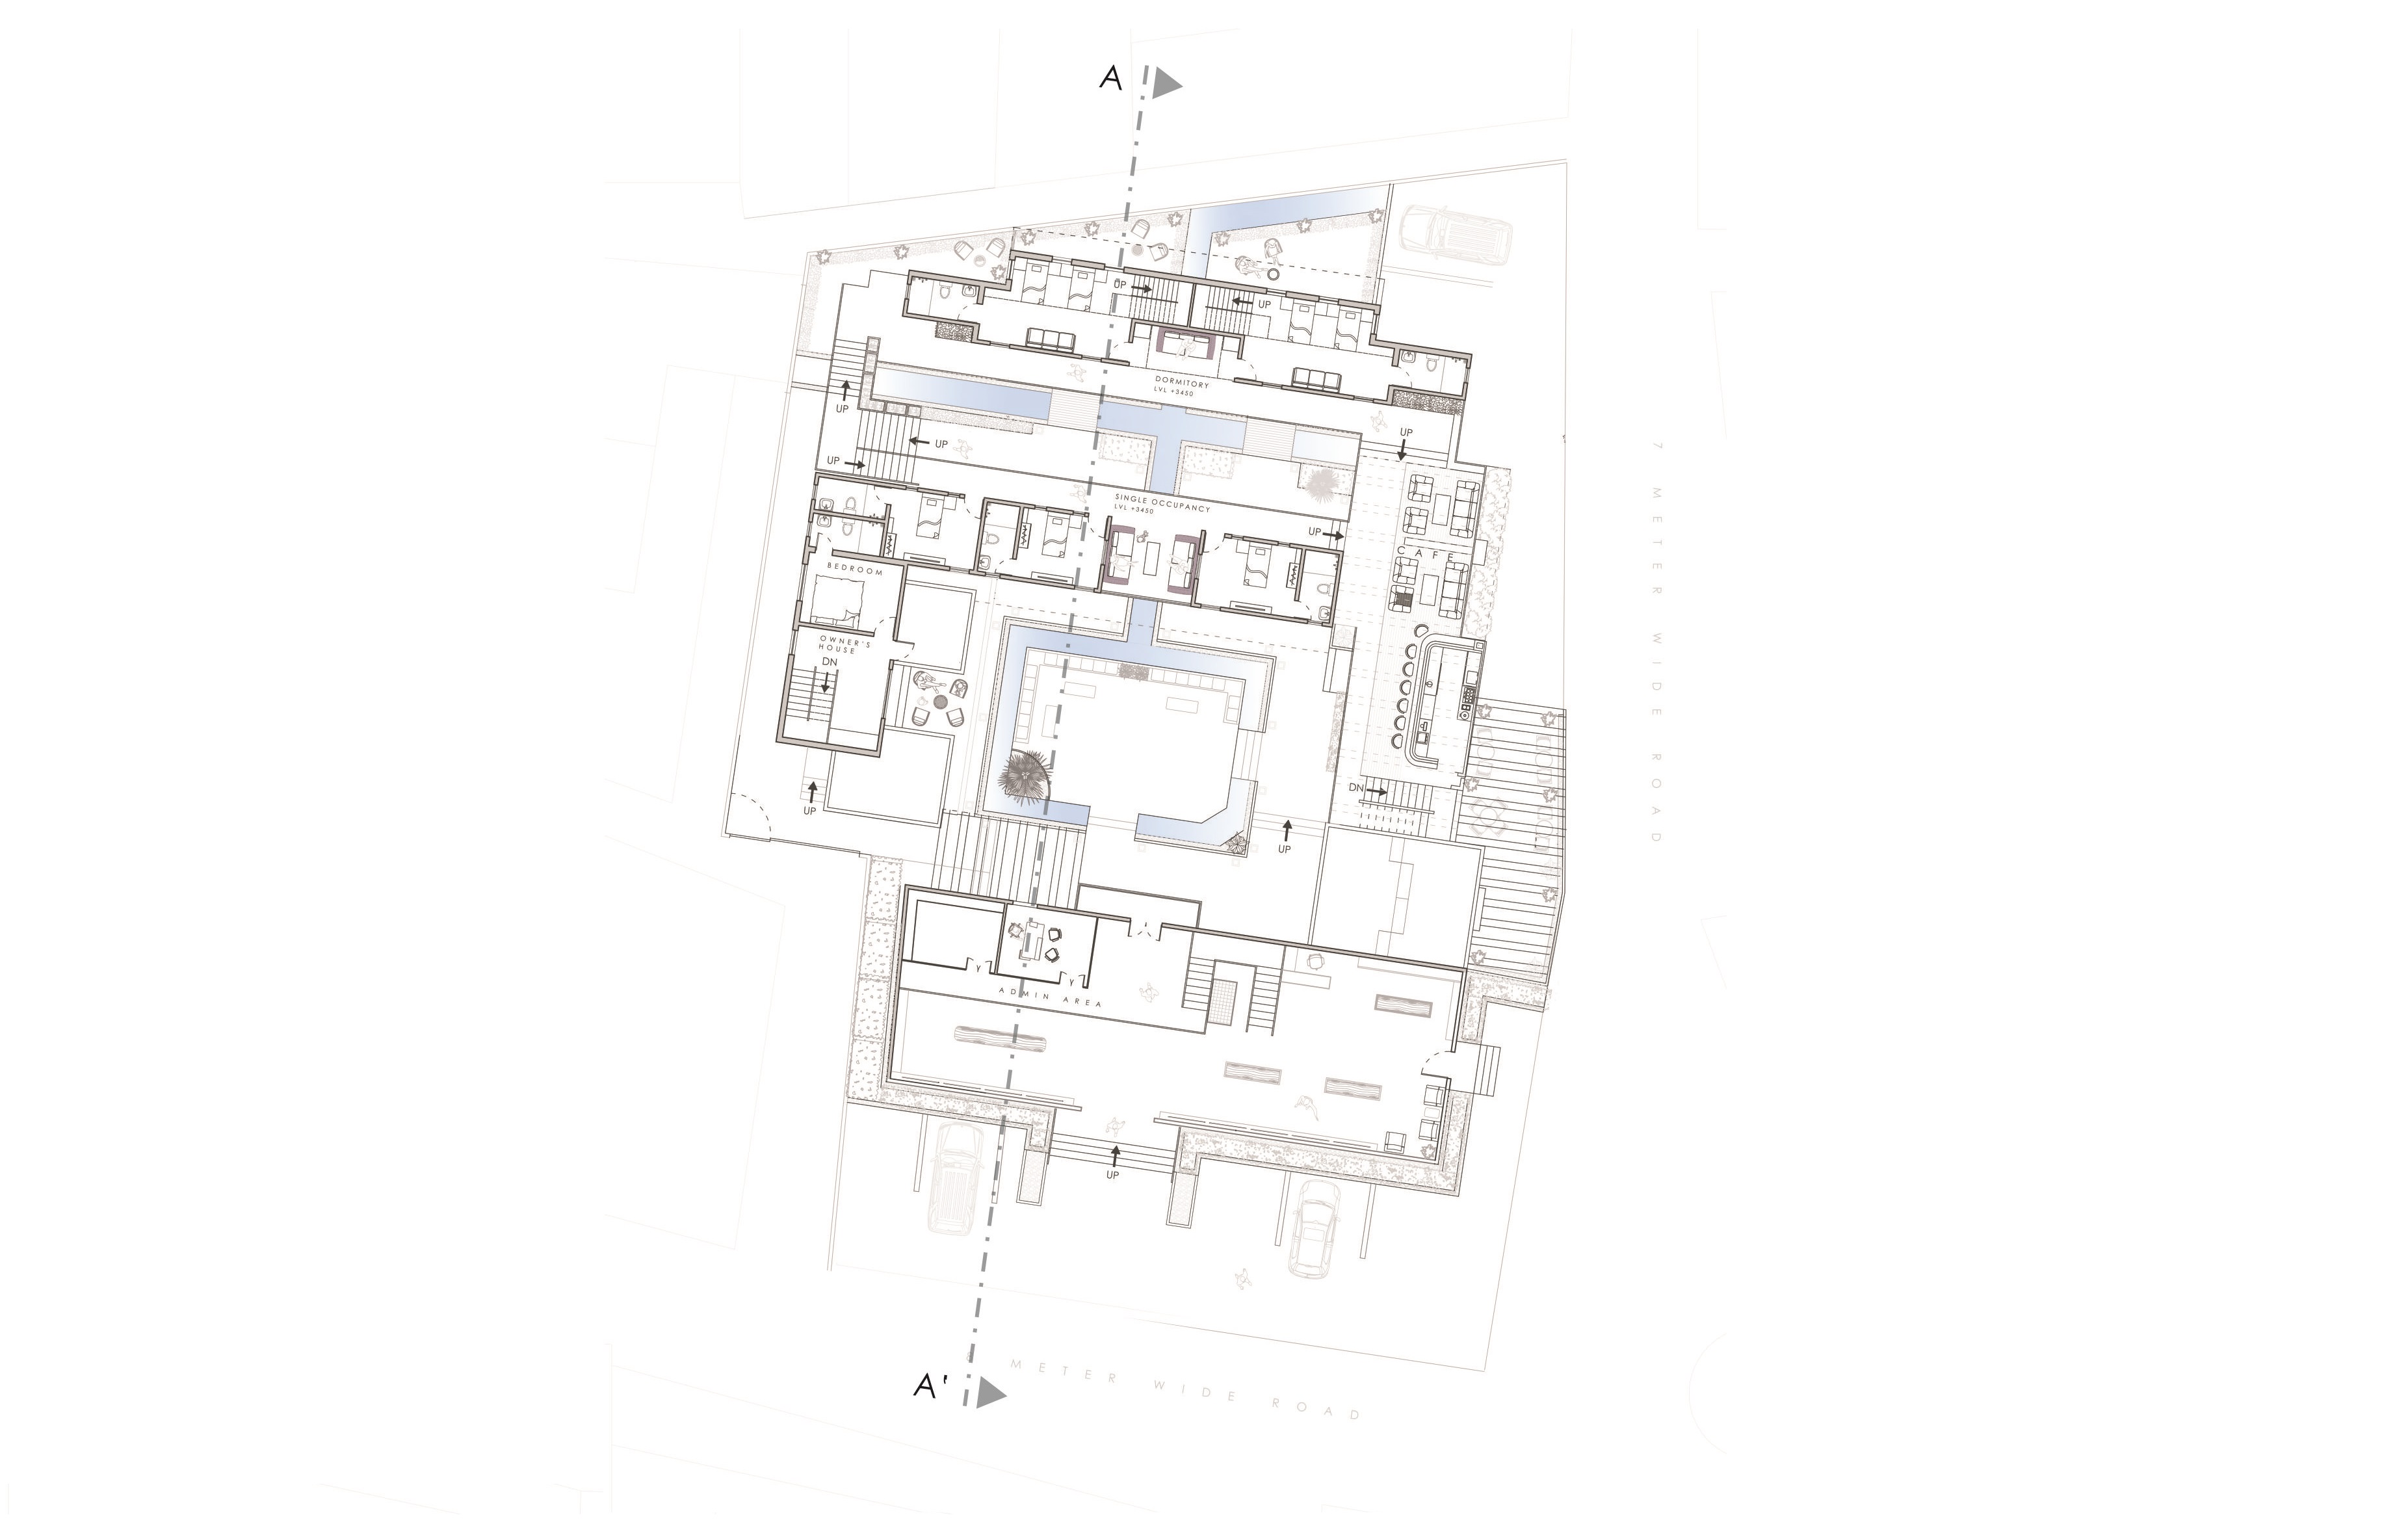 A
UP
UP
DORMITORY
LVL +3450
UP
UP
UP
UP
SINGLE OCCUPANCY
LVL +3450
UP
CAFE
BEDROOM
OWNER'S
HOUSE
DN
DN
UP
UP
ADMIN AREA
UP
7 METER WIDE ROAD
A'
METER WIDE ROAD